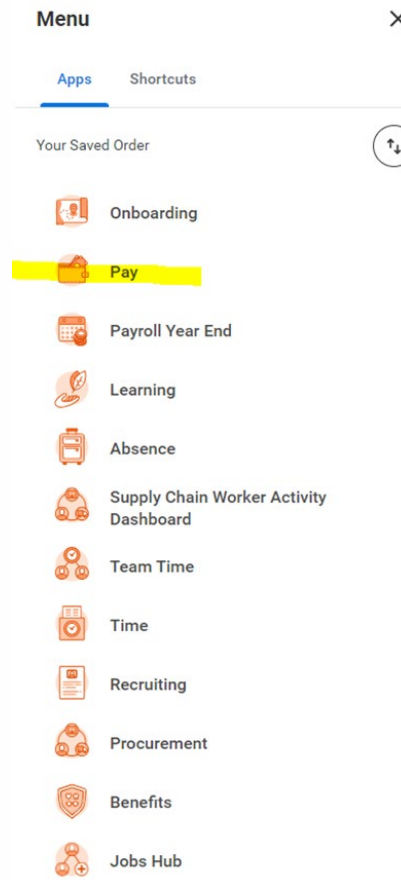 Menu
Apps Shortcuts
Your Saved Order
Onboarding
Pay
Payroll Year End
Learning
Absence
Supply Chain Worker Activity
Dashboard
Team Time
Time
Recruiting
Procurement
Benefits
Jobs Hub